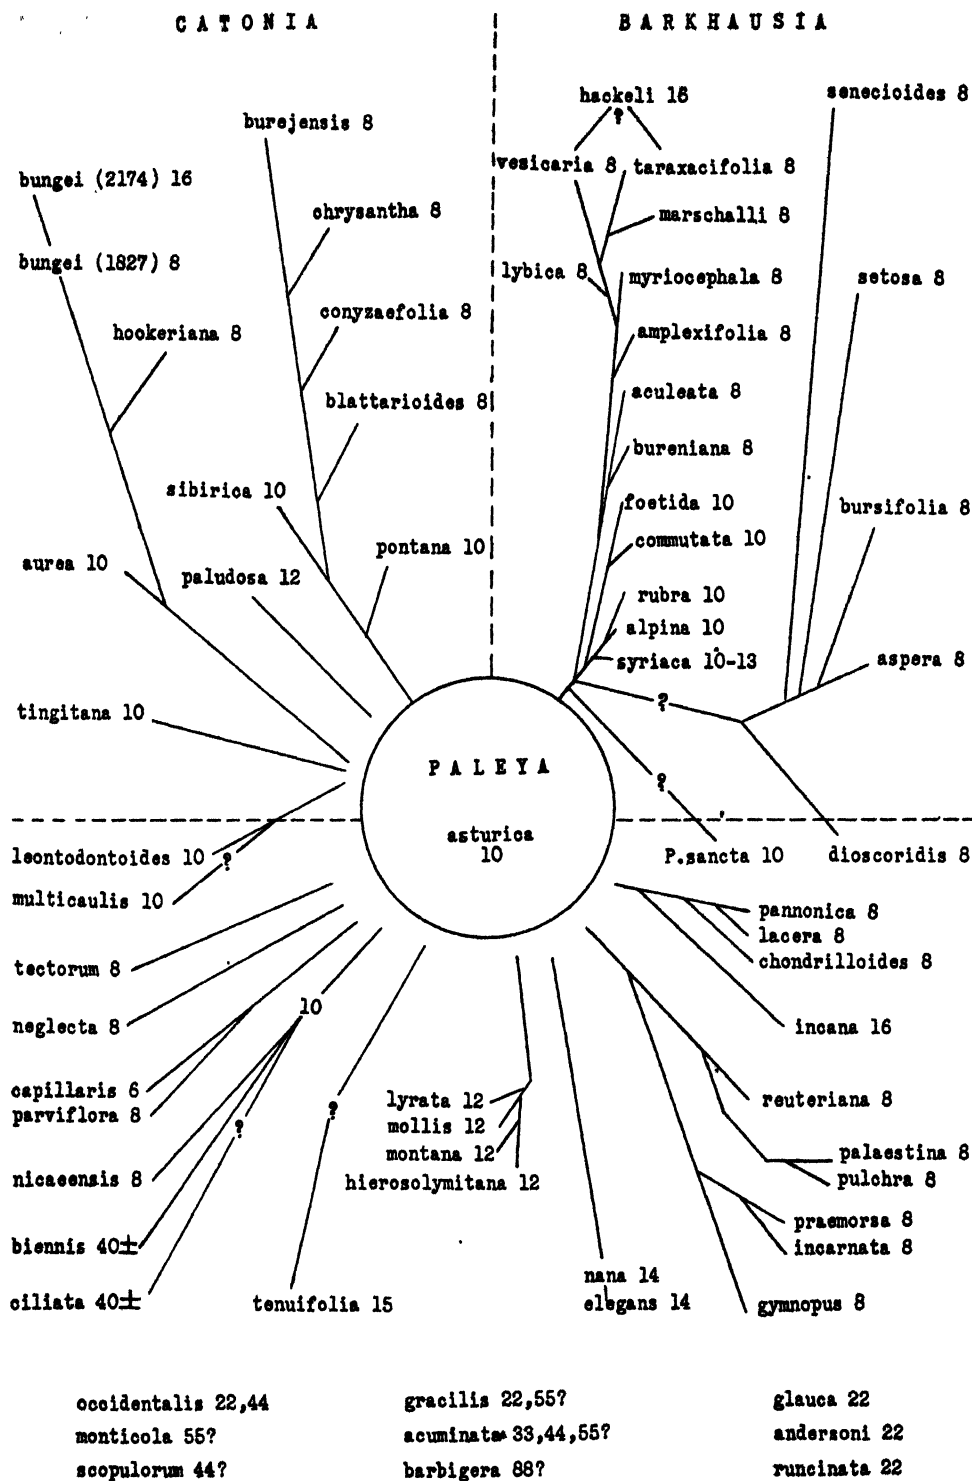 CATONIA
BARKHAUSIA
hackeli 16
?
senecioides 8
burejensis 8
vesicaria 8
taraxacifolia 8
bungei (2174) 16
chrysantha 8
marschalli 8
bungei (1827) 8
lybica 8
myriocephala 8
setosa 8
conyzaefolia 8
hookeriana 8
amplexifolia 8
aculeata 8
blattarioides 8
bureniana 8
sibirica 10
foetida 10
bursifolia 8
commutata 10
pontana 10
aurea 10
paludosa 12
rubra 10
alpina 10
syriaca 10-13
aspera 8
?
tingitana 10
PALEYA
?
asturica
10
leontodontoides 10
?
P.sancta 10
dioscoridis 8
multicaulis 10
pannonica 8
lacera 8
chondrilloides 8
tectorum 8
10
neglecta 8
incana 16
capillaris 6
parviflora 8
?
?
lyrata 12
mollis 12
montana 12
hierosolymitana 12
reuteriana 8
palaestina 8
pulchra 8
nicaeensis 8
praemorsa 8
incarnata 8
biennis 40±
nana 14
elegans 14
ciliata 40±
tenuifolia 15
gymnopus 8
occidentalis 22,44
gracilis 22,55?
glauca 22
monticola 55?
acuminata 33,44,55?
andersoni 22
scopulorum 44?
barbigera 88?
runcinata 22